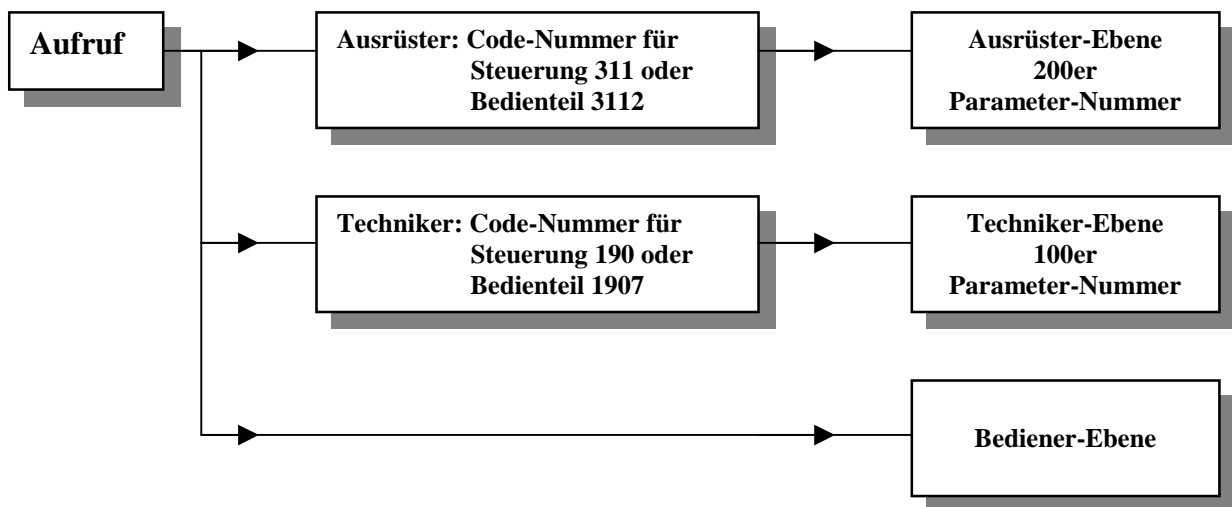 Aufruf
Ausrüster: Code-Nummer für
Steuerung 311 oder
Bedienteil 3112
Ausrüster-Ebene
200er
Parameter-Nummer
Techniker: Code-Nummer für
Steuerung 190 oder
Bedienteil 1907
Techniker-Ebene
100er
Parameter-Nummer
Bediener-Ebene